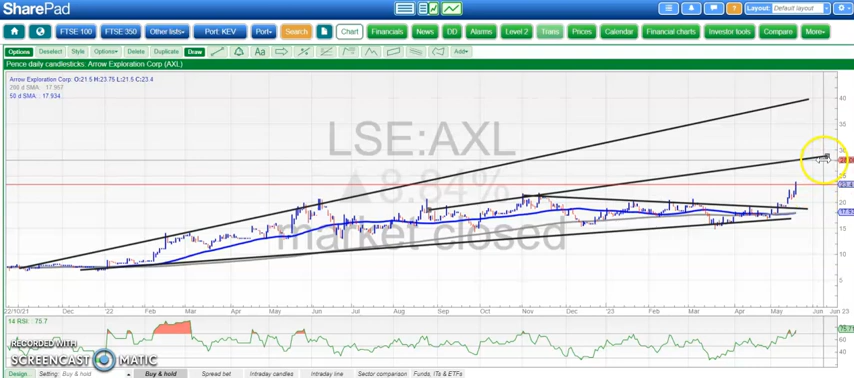 SharePad
Layout: Default layout
FTSE 100 FTSE 350 Other lists Port. KEV Port Search Chart Financials News DD Alarms Level 2 Trans Prices Calendar Financial charts Investor tools Compare More
Options Deselect Style Options Delete Duplicate Draw Aa Add
Pence daily candlesticks: Arrow Exploration Corp (AXL)
Arrow Exploration Corp: O:21.5 H:23.75 L:21.5 C:23.4
200 d SMA: 17.957
50 d SMA: 17.934
LSE:AXL
▲8.84%
market closed
40
35
30
25
23.4
20
15
10
5
22/10/21 Dec '22 Feb Mar Apr May Jun Jul Aug Sep Oct Nov Dec '23 Feb Mar Apr May Jun Jun 23
14 RSI: 75.7
75.71
60
40
RECORDED WITH
SCREENCAST MATIC
Design Setting: Buy & hold Buy & hold Spread bet Intraday candles Intraday line Sector comparison Funds, ITs & ETFs